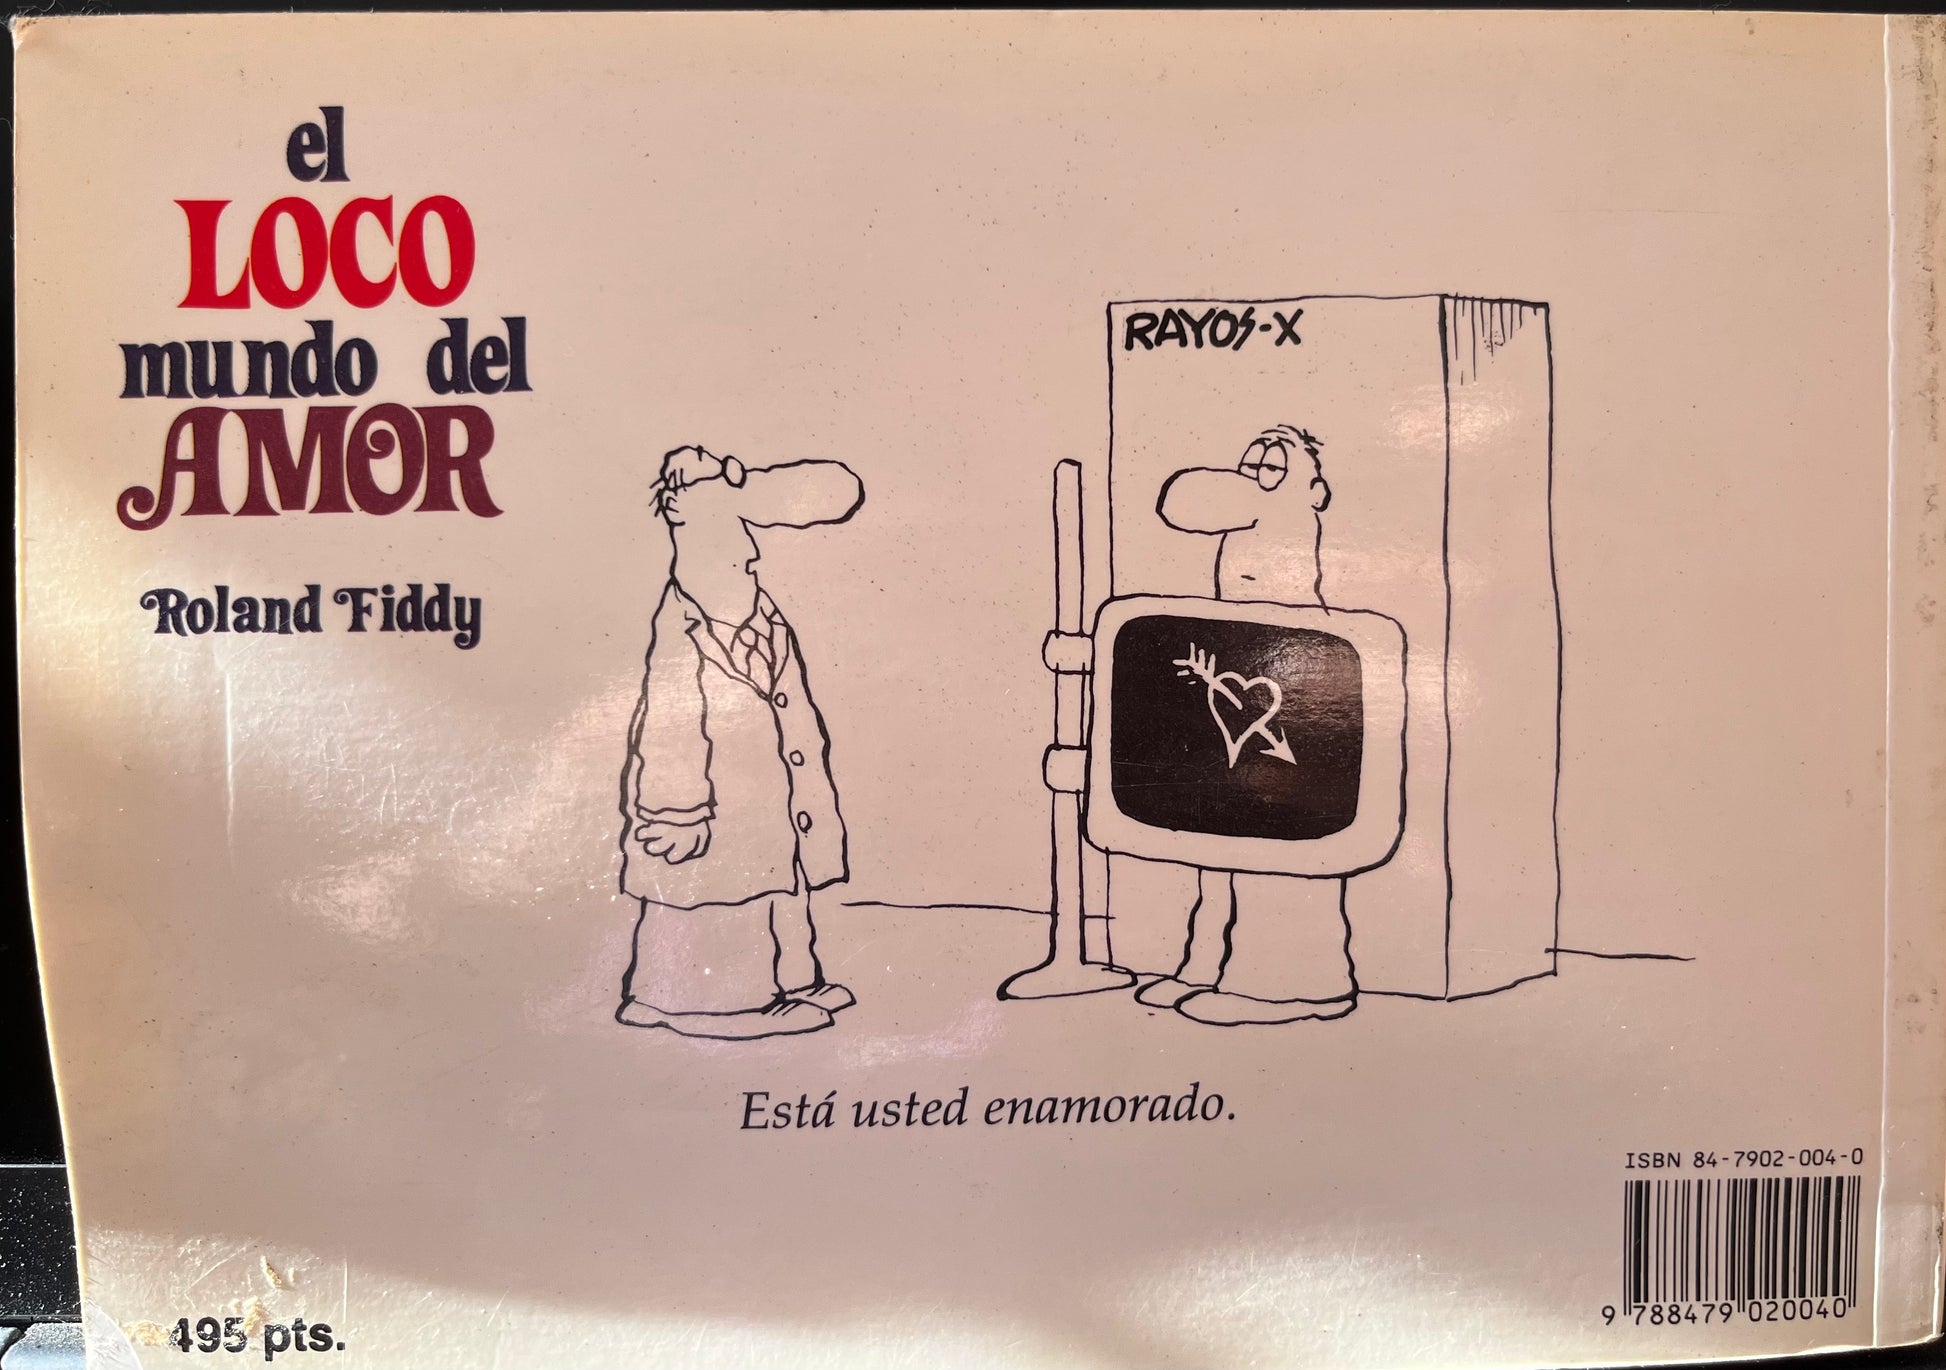 el
LOCO
mundo del
AMOR
Roland Fiddy
RAYOS-X
Está usted enamorado.
ISBN 84-7902-004-0
9 788479 020040
495 pts.